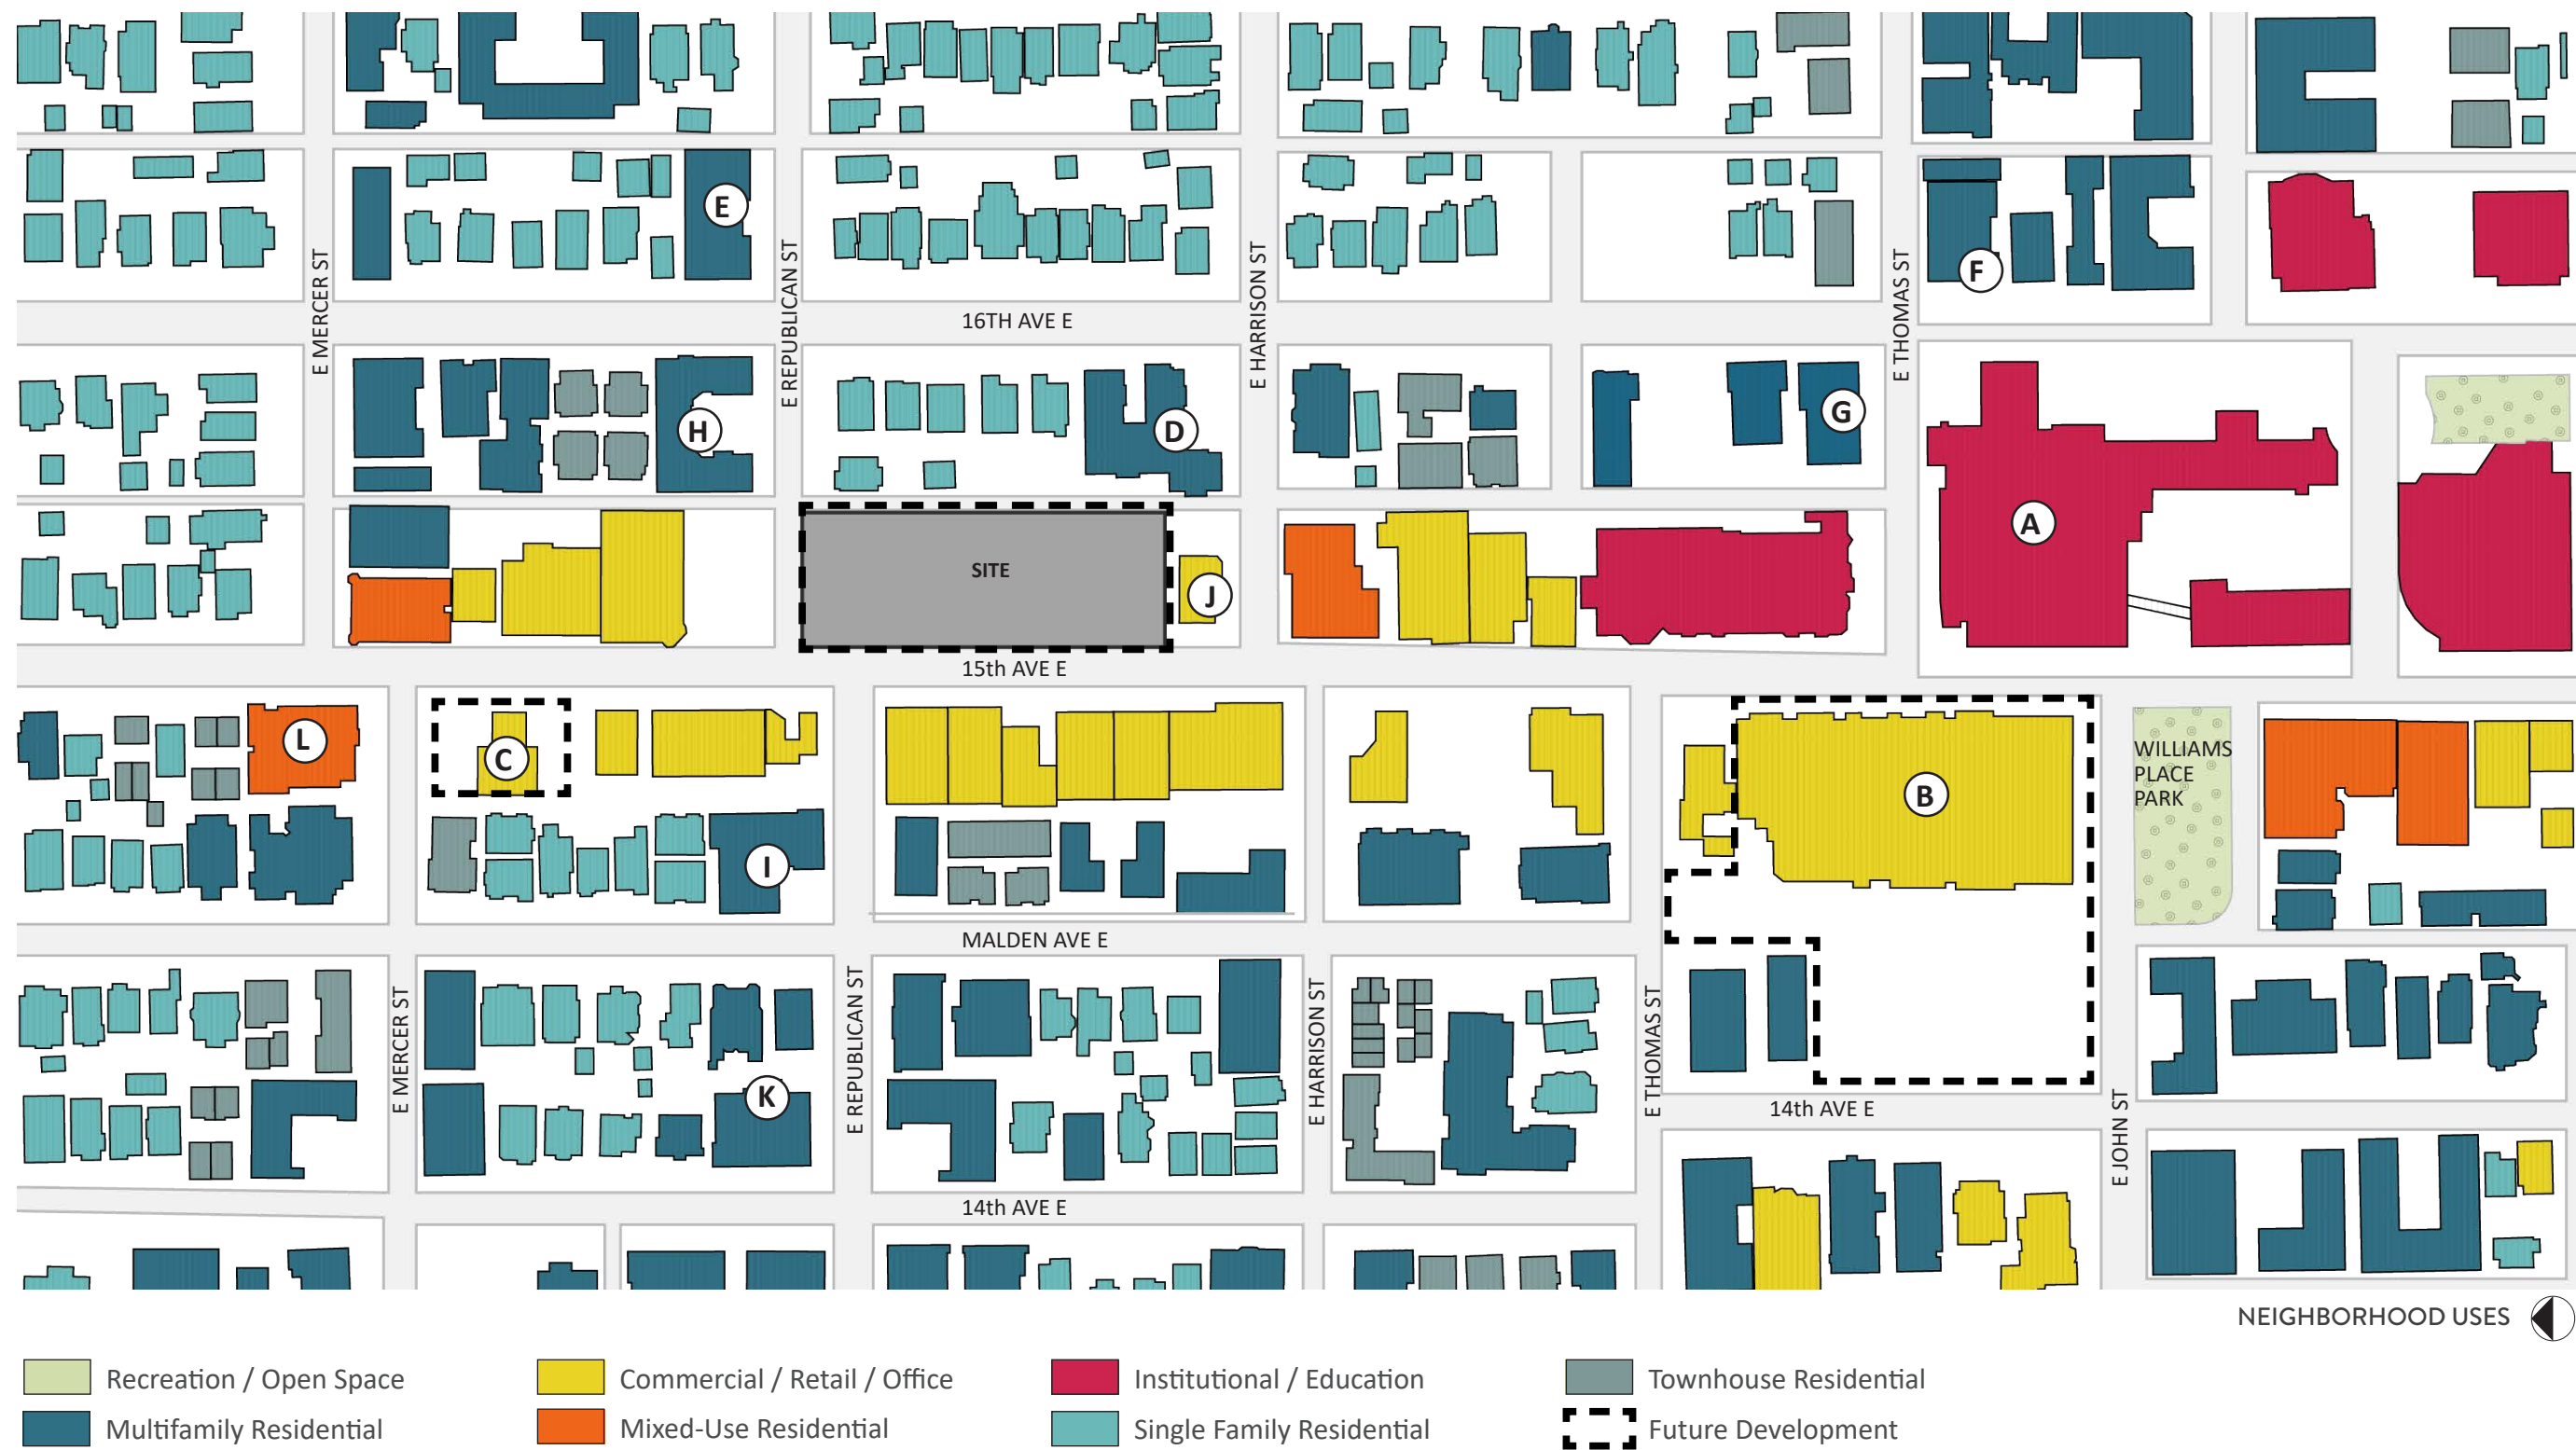 E
F
E MERCER ST
E REPUBLICAN ST
E HARRISON ST
E THOMAS ST
16TH AVE E
H
D
G
A
SITE
J
15th AVE E
L
C
B
WILLIAMS
PLACE
PARK
I
MALDEN AVE E
E MERCER ST
E REPUBLICAN ST
E HARRISON ST
E THOMAS ST
K
14th AVE E
E JOHN ST
14th AVE E
NEIGHBORHOOD USES
Recreation / Open Space
Commercial / Retail / Office
Institutional / Education
Townhouse Residential
Multifamily Residential
Mixed-Use Residential
Single Family Residential
Future Development